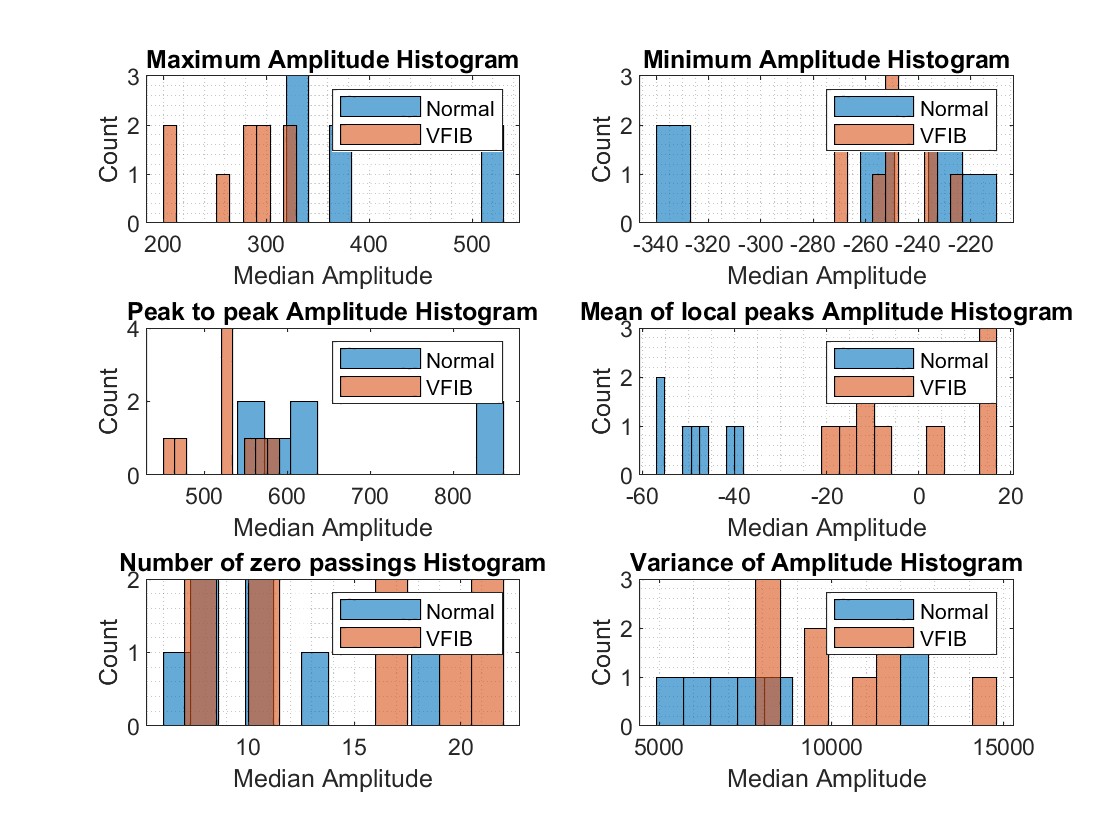 Maximum Amplitude Histogram
3
2
1
0
Count
Normal
VFIB
200 300 400 500
Median Amplitude
Minimum Amplitude Histogram
3
2
1
0
Count
Normal
VFIB
-340 -320 -300 -280 -260 -240 -220
Median Amplitude
Peak to peak Amplitude Histogram
4
2
0
Count
Normal
VFIB
500 600 700 800
Median Amplitude
Mean of local peaks Amplitude Histogram
3
2
1
0
Count
Normal
VFIB
-60 -40 -20 0 20
Median Amplitude
Number of zero passings Histogram
2
1
0
Count
Normal
VFIB
10 15 20
Median Amplitude
Variance of Amplitude Histogram
3
2
1
0
Count
Normal
VFIB
5000 10000 15000
Median Amplitude